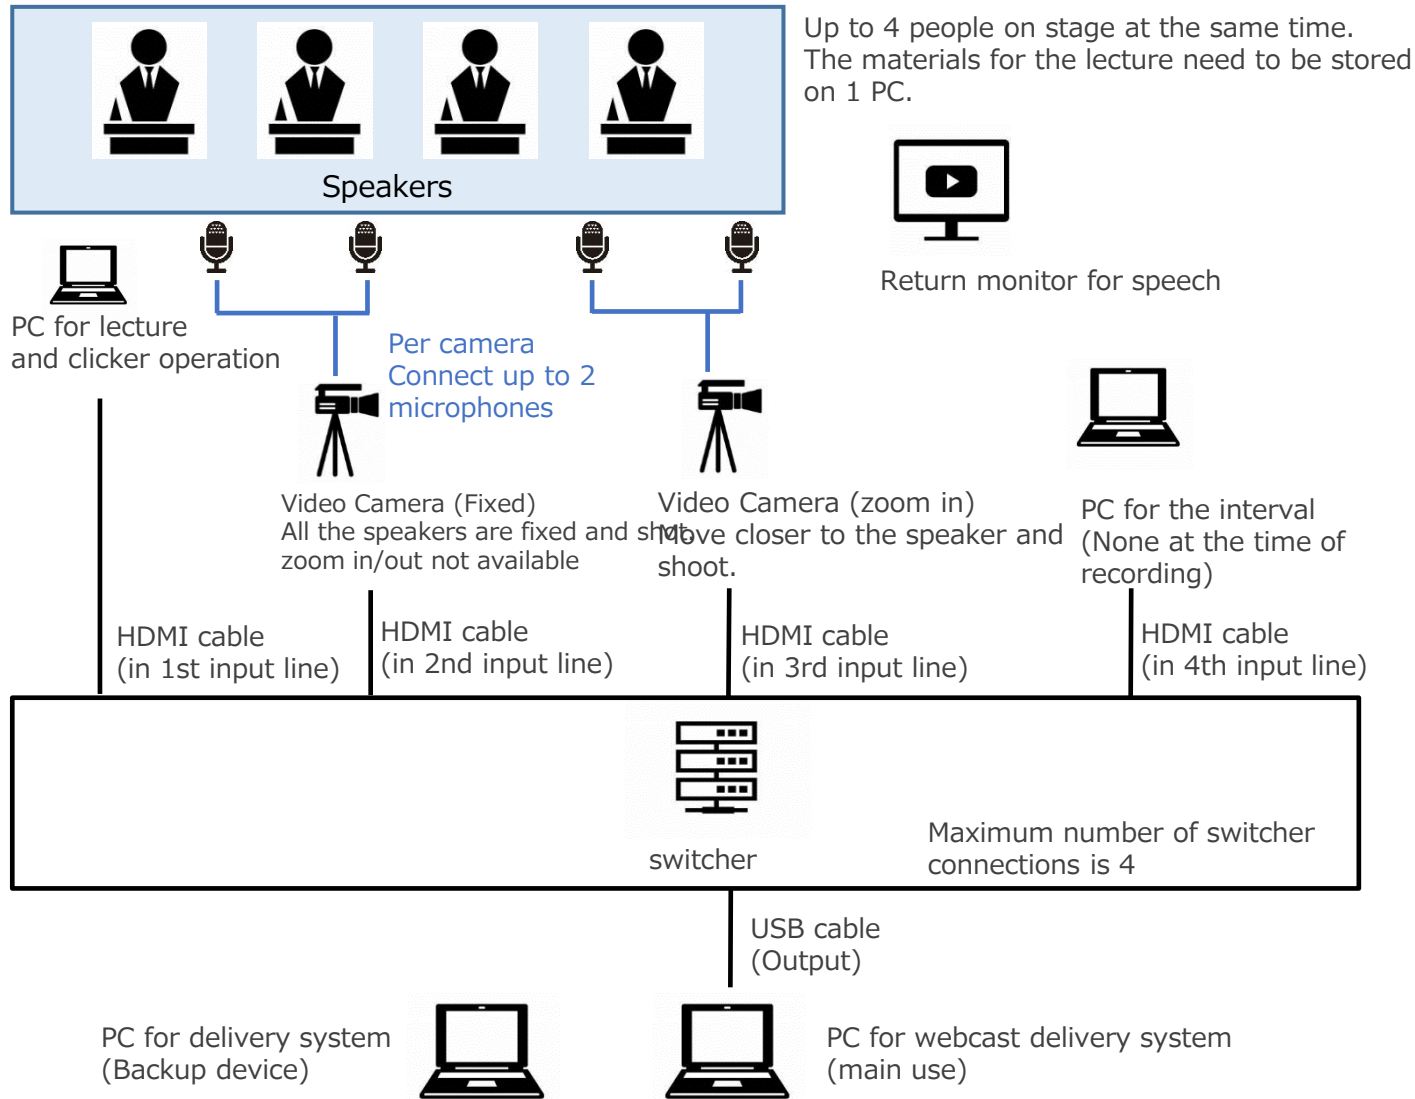 Up to 4 people on stage at the same time.
The materials for the lecture need to be stored
on 1 PC.
Speakers
Return monitor for speech
PC for lecture
and clicker operation
Per camera
Connect up to 2
microphones
Video Camera (Fixed)
All the speakers are fixed and shot.
zoom in/out not available
Video Camera (zoom in)
Move closer to the speaker and
shoot.
PC for the interval
(None at the time of
recording)
HDMI cable
(in 1st input line)
HDMI cable
(in 2nd input line)
HDMI cable
(in 3rd input line)
HDMI cable
(in 4th input line)
switcher
Maximum number of switcher
connections is 4
USB cable
(Output)
PC for delivery system
(Backup device)
PC for webcast delivery system
(main use)